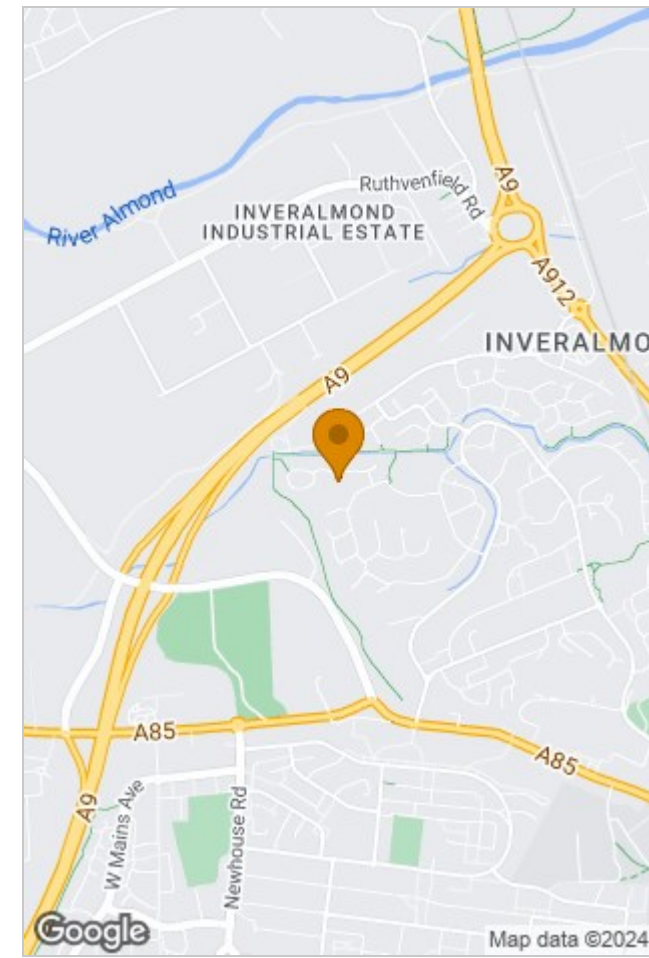 A9
Ruthvenfield Rd
River Almond
INVERALMOND
INDUSTRIAL ESTATE
A912
INVERALMO
A9
A85
A85
A9
W Mains Ave
Newhouse Rd
Google
Map data ©2024